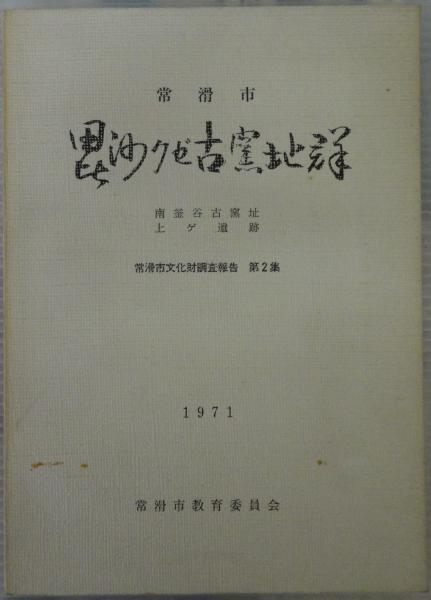 常滑市
毘沙クゼ古窯址群
南釜谷古窯址
上ゲ遺跡
常滑市文化財調査報告 第2集
1971
常滑市教育委員会